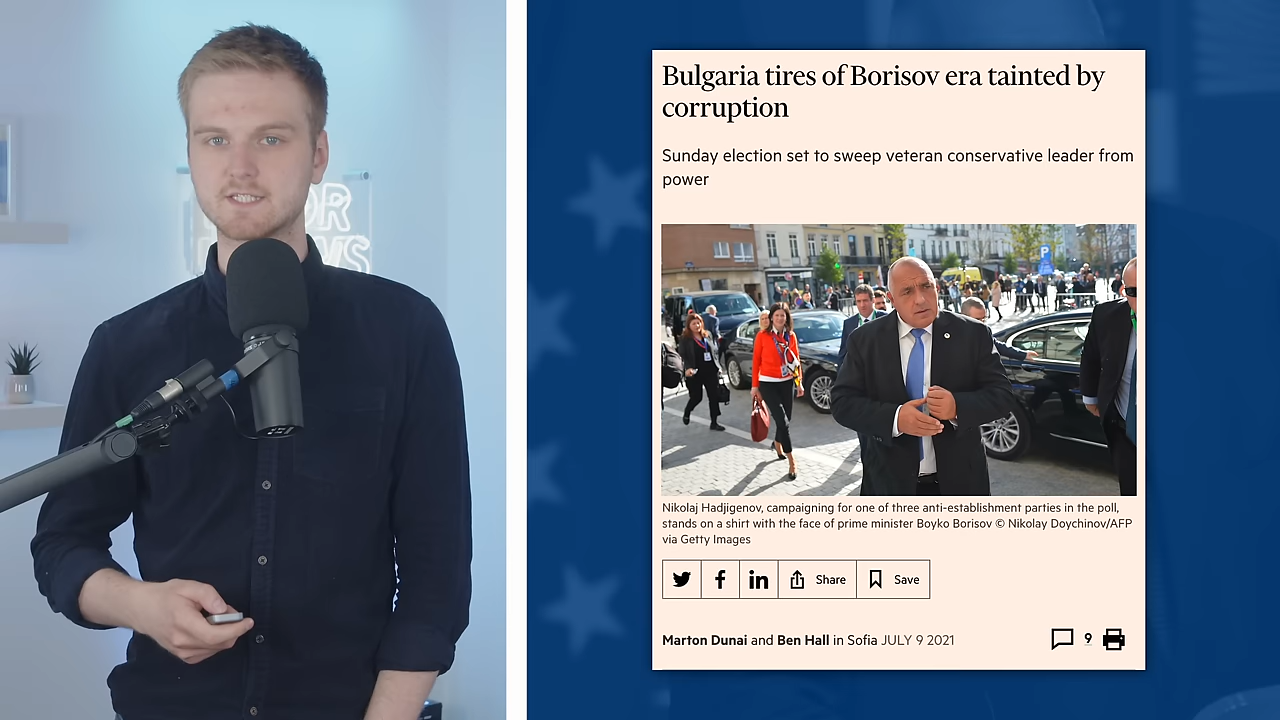 OR
WS
Bulgaria tires of Borisov era tainted by
corruption
Sunday election set to sweep veteran conservative leader from
power
P
Nikolaj Hadjigenov, campaigning for one of three anti-establishment parties in the poll,
stands on a shirt with the face of prime minister Boyko Borisov © Nikolay Doychinov/AFP
via Getty Images
Share
Save
Marton Dunai and Ben Hall in Sofia JULY 9 2021
9